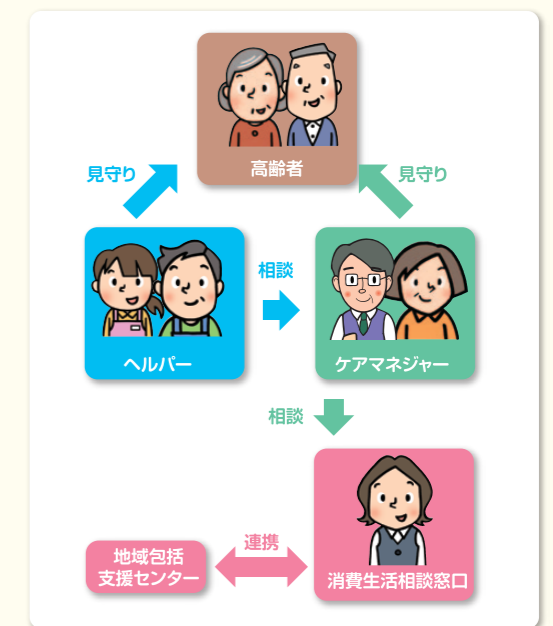 高齢者
見守り
見守り
相談
ヘルパー
ケアマネジャー
相談
連携
地域包括
支援センター
消費生活相談窓口